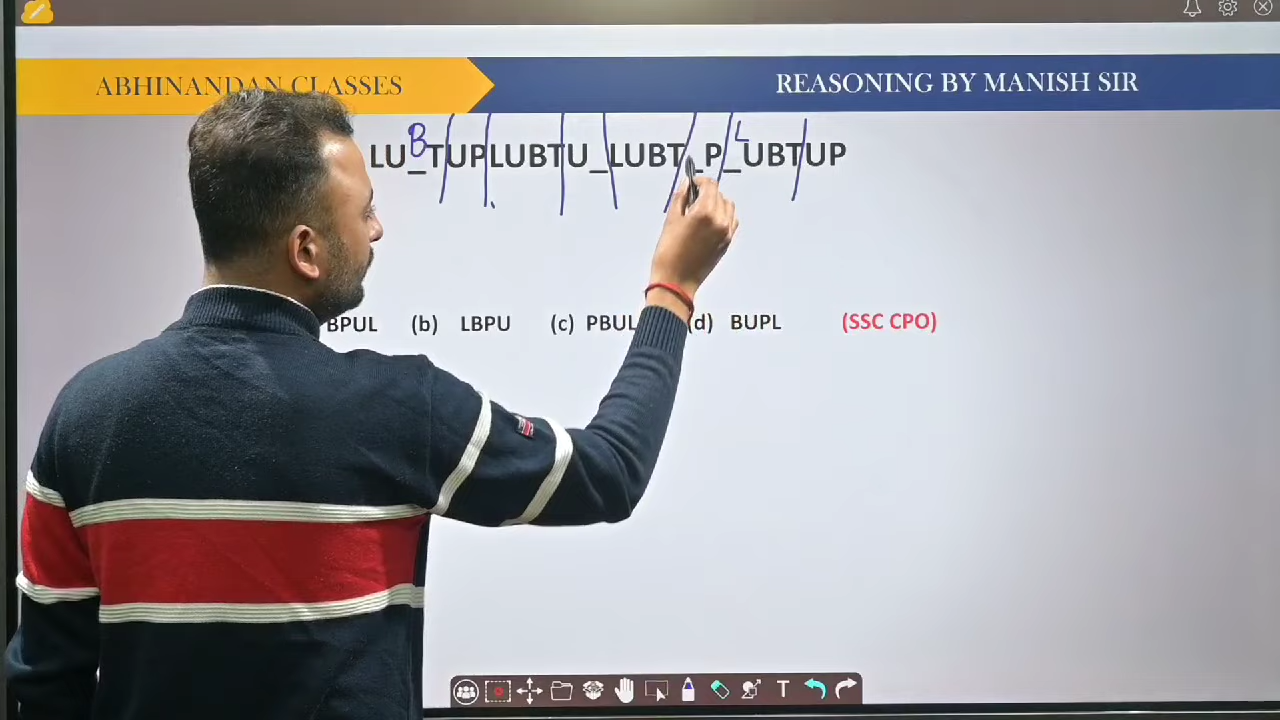 ABHINANDAN CLASSES
REASONING BY MANISH SIR
B L
LU_TUPLUBTU_LUBT_P_UBTUP
BPUL (b) LBPU (c) PBUL (d) BUPL (SSC CPO)
T